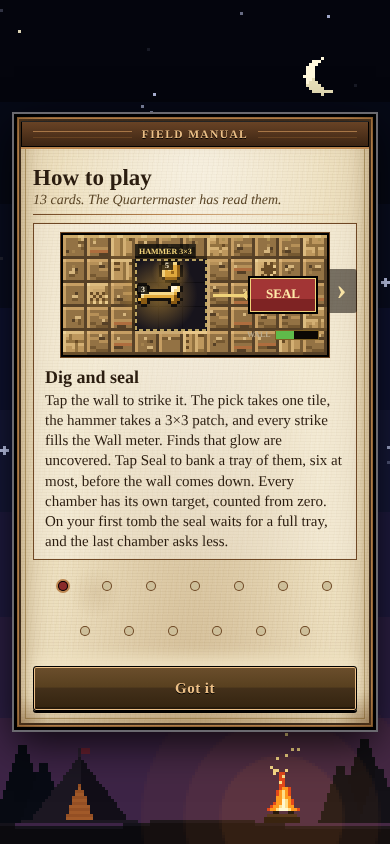 FIELD MANUAL
How to play
13 cards. The Quartermaster has read them.
HAMMER 3×3
5
3
SEAL
›
Dig and seal
Tap the wall to strike it. The pick takes one tile,
the hammer takes a 3×3 patch, and every strike
fills the Wall meter. Finds that glow are
uncovered. Tap Seal to bank a tray of them, six at
most, before the wall comes down. Every
chamber has its own target, counted from zero.
On your first tomb the seal waits for a full tray,
and the last chamber asks less.
Got it